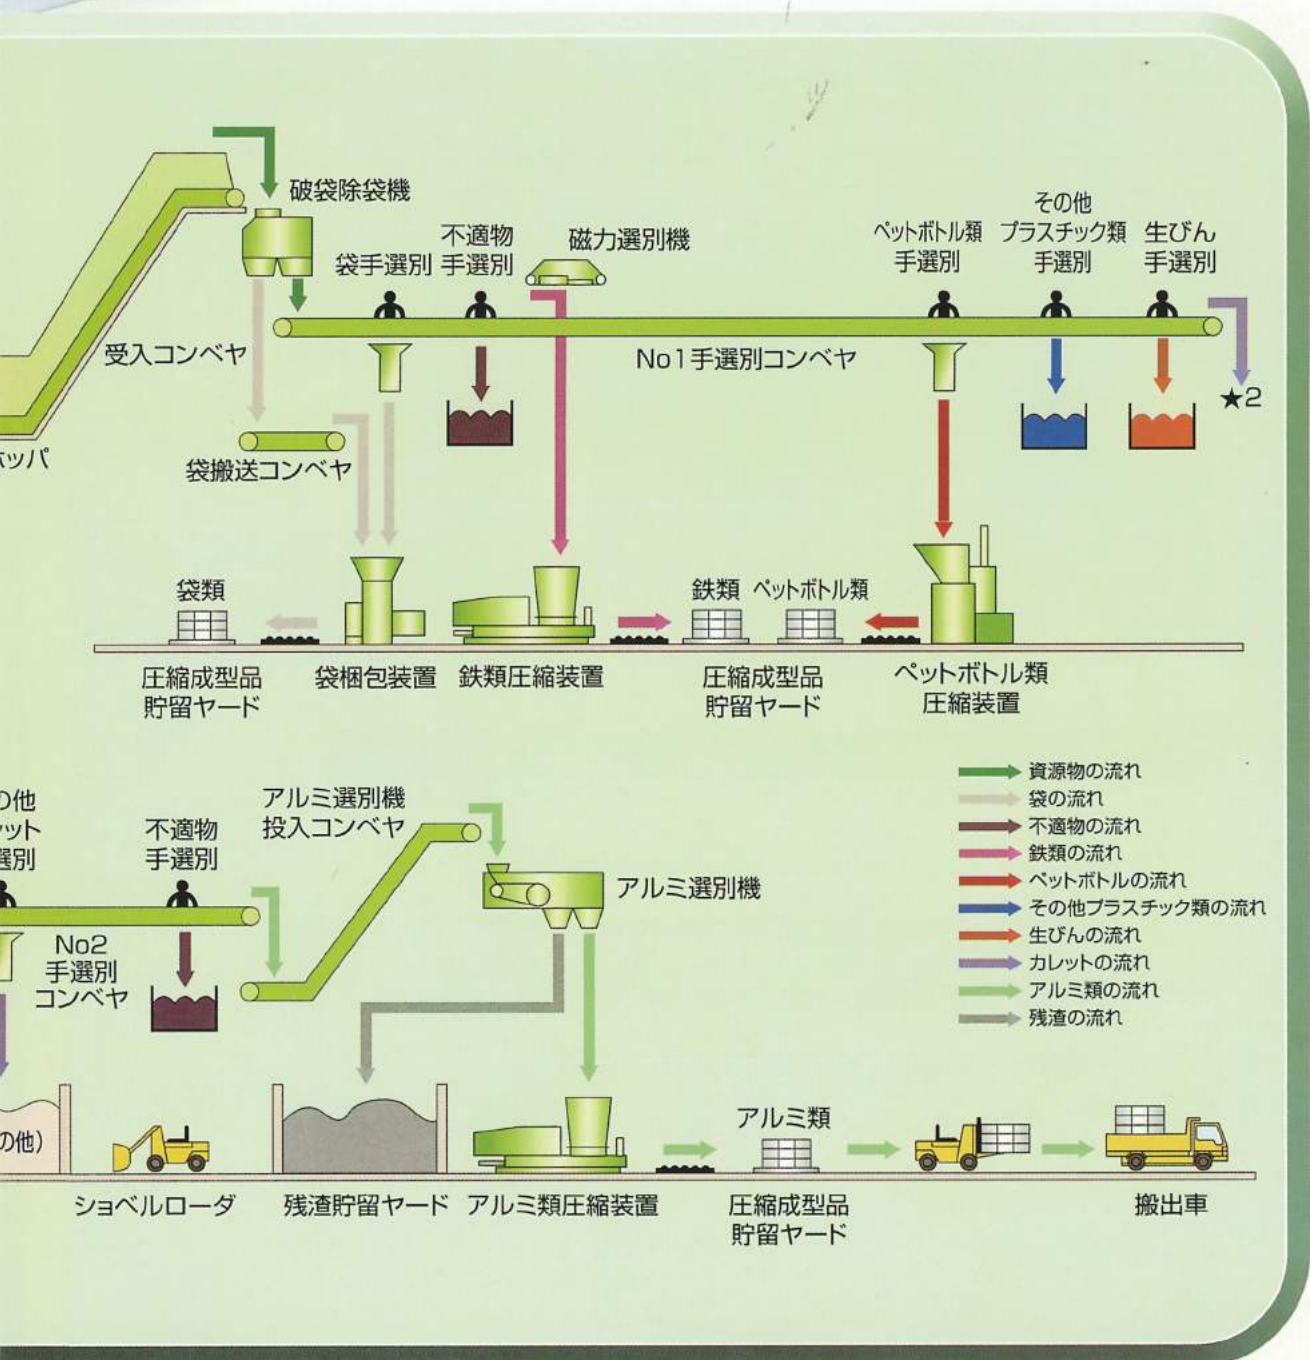 破袋除袋機
袋手選別
不適物
手選別
磁力選別機
ペットボトル類
手選別
その他
プラスチック類
手選別
生びん
手選別
受入コンベヤ
No1手選別コンベヤ
★2
ホッパ
袋搬送コンベヤ
袋類
鉄類
ペットボトル類
圧縮成型品
貯留ヤード
袋梱包装置
鉄類圧縮装置
圧縮成型品
貯留ヤード
ペットボトル類
圧縮装置
資源物の流れ
袋の流れ
不適物の流れ
鉄類の流れ
ペットボトルの流れ
その他プラスチック類の流れ
生びんの流れ
カレットの流れ
アルミ類の流れ
残渣の流れ
の他
ット
選別
不適物
手選別
アルミ選別機
投入コンベヤ
アルミ選別機
No2
手選別
コンベヤ
の他)
アルミ類
ショベルローダ
残渣貯留ヤード
アルミ類圧縮装置
圧縮成型品
貯留ヤード
搬出車